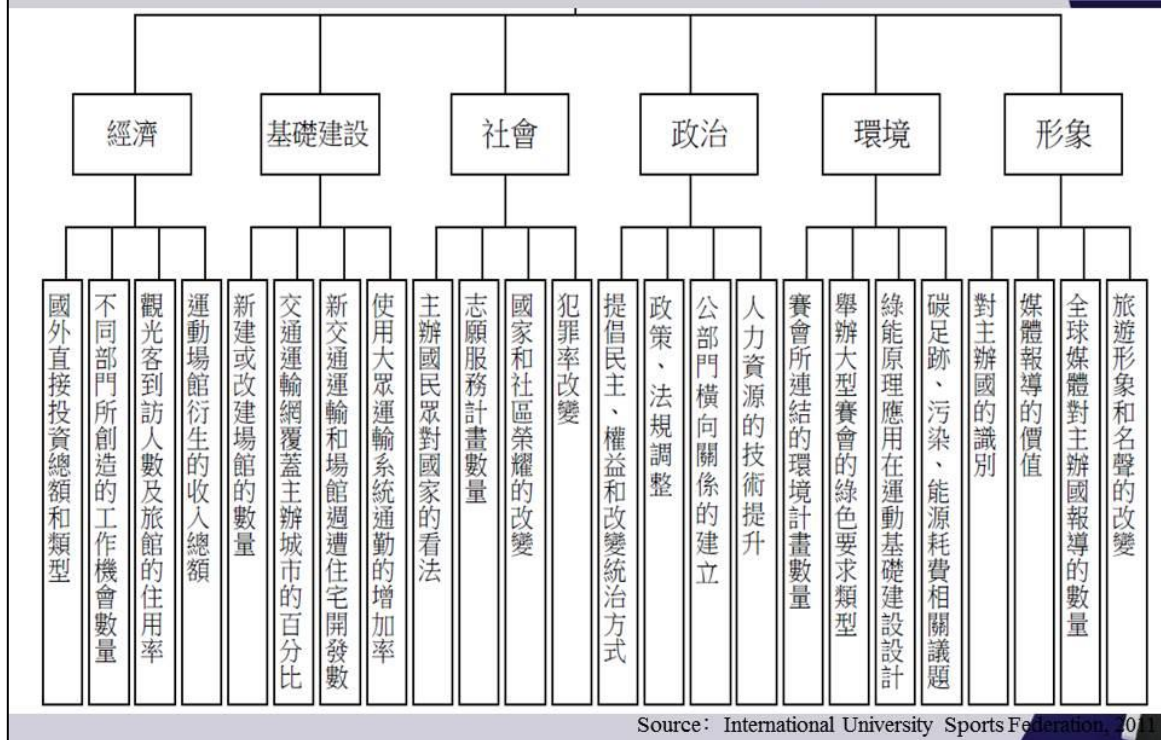 經濟
基礎建設
社會
政治
環境
形象
國外直接投資總額和類型
不同部門所創造的工作機會數量
觀光客到訪人數及旅館的住用率
運動場館衍生的收入總額
新建或改建場館的數量
交通運輸網覆蓋主辦城市的百分比
新交通運輸和場館週遭住宅開發數
使用大眾運輸系統通勤的增加率
主辦國民眾對國家的看法
志願服務計畫數量
國家和社區榮耀的改變
犯罪率改變
提倡民主、權益和改變統治方式
政策、法規調整
公部門橫向關係的建立
人力資源的技術提升
賽會所連結的環境計畫數量
舉辦大型賽會的綠色要求類型
綠能原理應用在運動基礎建設設計
碳足跡、污染、能源耗費相關議題
對主辦國的識別
媒體報導的價值
全球媒體對主辦國報導的數量
旅遊形象和名聲的改變
Source： International University Sports Federation, 2011